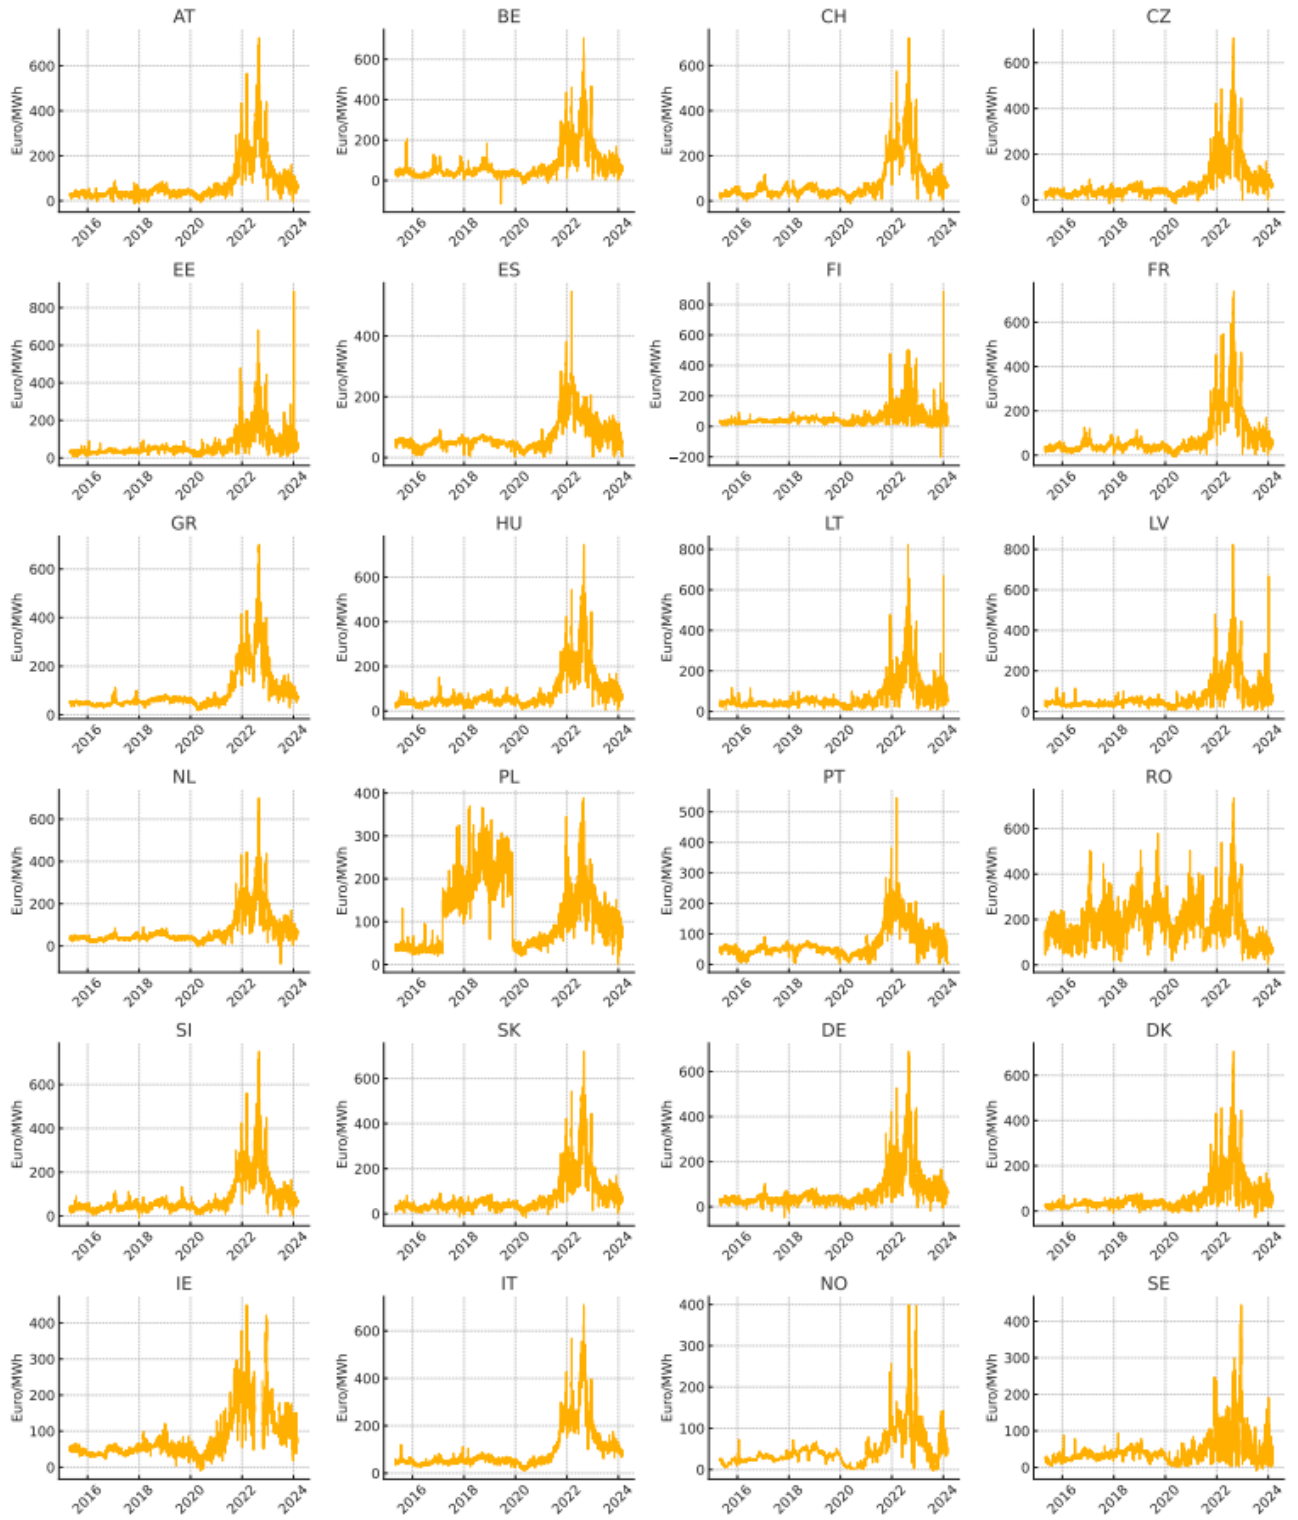 AT BE CH CZ
Euro/MWh 600 400 200 0
Euro/MWh 600 400 200 0
Euro/MWh 600 400 200 0
Euro/MWh 600 400 200 0
2016 2018 2020 2022 2024 2016 2018 2020 2022 2024 2016 2018 2020 2022 2024 2016 2018 2020 2022 2024
EE ES FI FR
Euro/MWh 800 600 400 200 0
Euro/MWh 400 200 0
Euro/MWh 800 600 400 200 0 −200
Euro/MWh 600 400 200 0
2016 2018 2020 2022 2024 2016 2018 2020 2022 2024 2016 2018 2020 2022 2024 2016 2018 2020 2022 2024
GR HU LT LV
Euro/MWh 600 400 200 0
Euro/MWh 600 400 200 0
Euro/MWh 800 600 400 200 0
Euro/MWh 800 600 400 200 0
2016 2018 2020 2022 2024 2016 2018 2020 2022 2024 2016 2018 2020 2022 2024 2016 2018 2020 2022 2024
NL PL PT RO
Euro/MWh 600 400 200 0
Euro/MWh 400 300 200 100 0
Euro/MWh 500 400 300 200 100 0
Euro/MWh 600 400 200 0
2016 2018 2020 2022 2024 2016 2018 2020 2022 2024 2016 2018 2020 2022 2024 2016 2018 2020 2022 2024
SI SK DE DK
Euro/MWh 600 400 200 0
Euro/MWh 600 400 200 0
Euro/MWh 600 400 200 0
Euro/MWh 600 400 200 0
2016 2018 2020 2022 2024 2016 2018 2020 2022 2024 2016 2018 2020 2022 2024 2016 2018 2020 2022 2024
IE IT NO SE
Euro/MWh 400 300 200 100 0
Euro/MWh 600 400 200 0
Euro/MWh 400 300 200 100 0
Euro/MWh 400 300 200 100 0
2016 2018 2020 2022 2024 2016 2018 2020 2022 2024 2016 2018 2020 2022 2024 2016 2018 2020 2022 2024